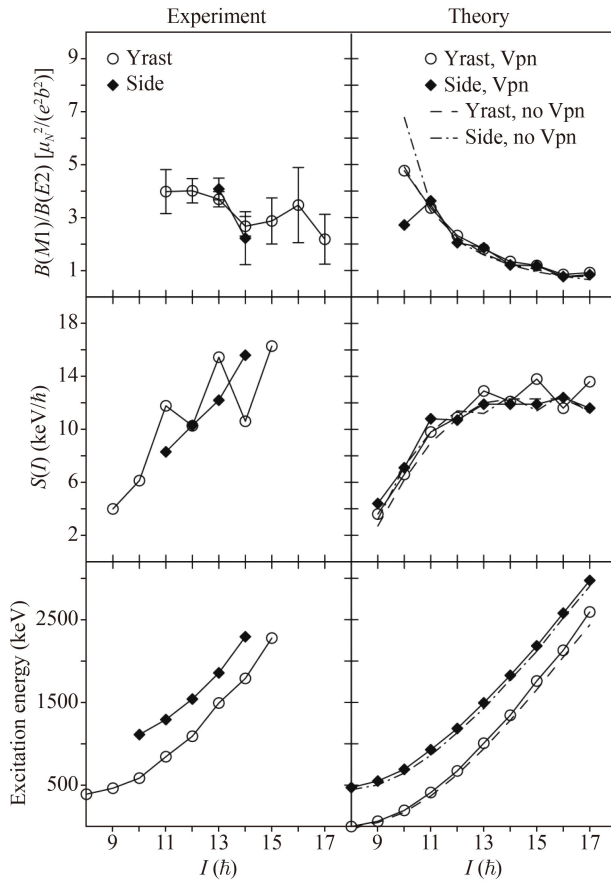 Experiment
Theory
B(M1)/B(E2) [μ_N²/(e²b²)]
9
7
5
3
1
Yrast
Side
Yrast, Vpn
Side, Vpn
Yrast, no Vpn
Side, no Vpn
S(I) (keV/ħ)
18
14
10
6
2
Excitation energy (keV)
2500
1500
500
9 11 13 15 17
9 11 13 15 17
I (ħ)
I (ħ)